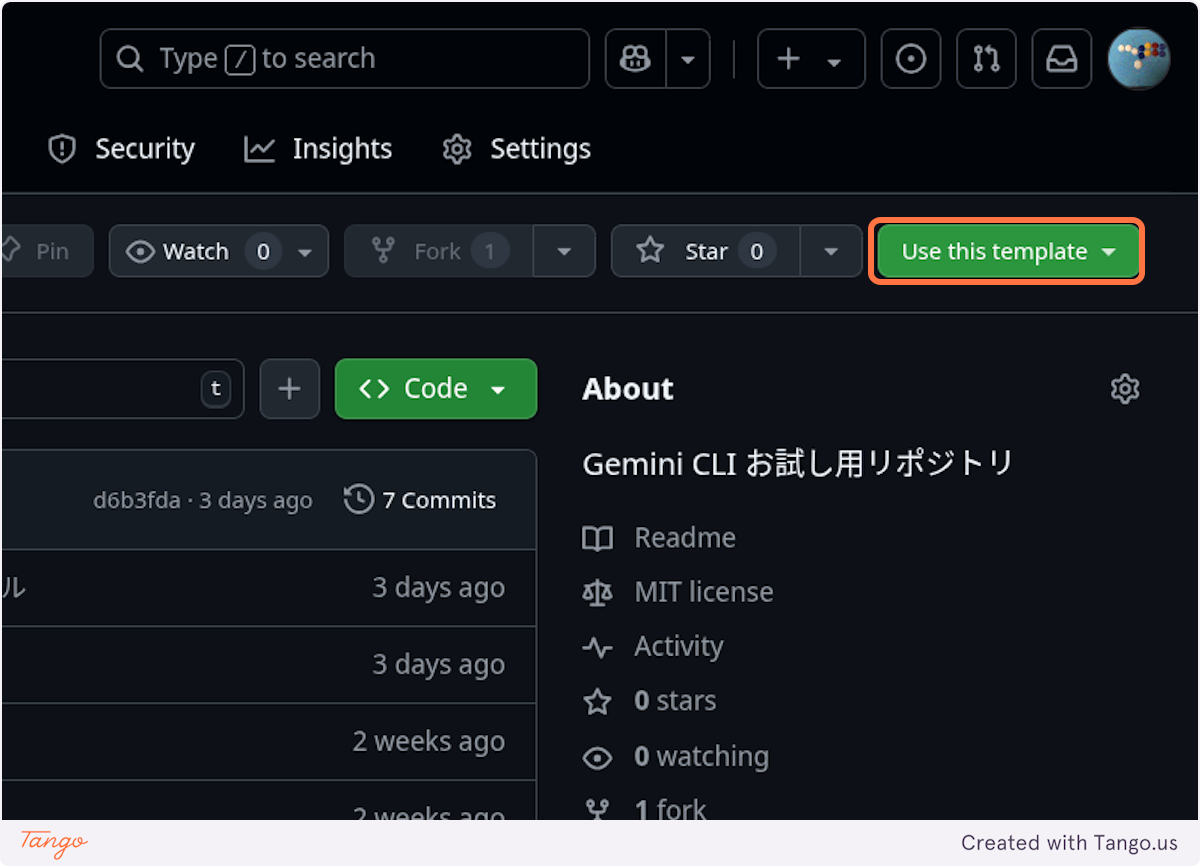 Type / to search
Security Insights Settings
Pin Watch 0 Fork 1 Star 0 Use this template
t Code About
Gemini CLI お試し用リポジトリ
d6b3fda · 3 days ago 7 Commits
Readme
ル 3 days ago
MIT license
Activity
3 days ago
0 stars
2 weeks ago
0 watching
2 weeks ago
1 fork
Tango Created with Tango.us